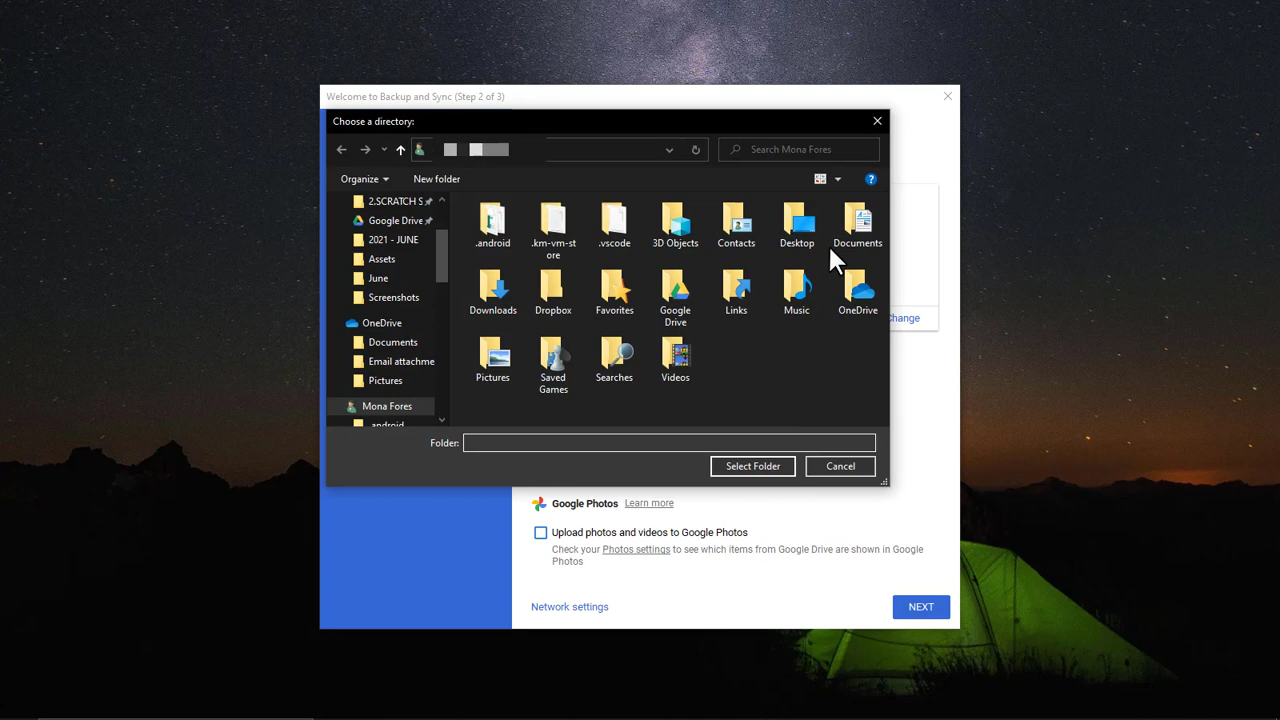 Welcome to Backup and Sync (Step 2 of 3)
Choose a directory:
Search Mona Fores
Organize
New folder
2.SCRATCH S
Google Drive
2021 - JUNE
Assets
June
Screenshots
OneDrive
Documents
Email attachme
Pictures
Mona Fores
.android
.android
.km-vm-st
ore
.vscode
3D Objects
Contacts
Desktop
Documents
Downloads
Dropbox
Favorites
Google
Drive
Links
Music
OneDrive
Pictures
Saved
Games
Searches
Videos
Change
Folder:
Select Folder
Cancel
Google Photos Learn more
Upload photos and videos to Google Photos
Check your Photos settings to see which items from Google Drive are shown in Google
Photos
Network settings
NEXT